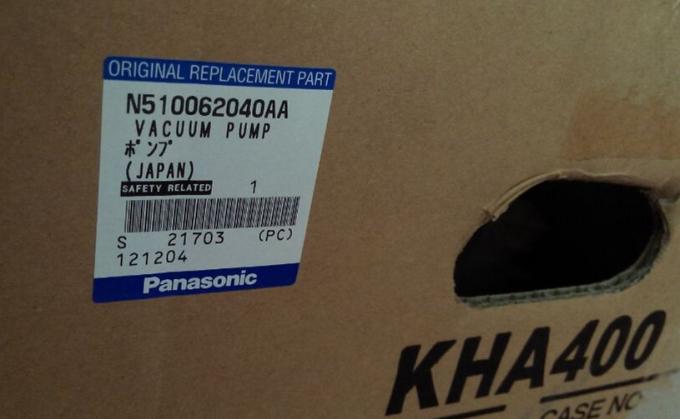 ORIGINAL REPLACEMENT PART
N510062040AA
VACUUM PUMP
ポンプ
(JAPAN)
SAFETY RELATED 1
S 21703 (PC)
121204
Panasonic
KHA400
CASE NO